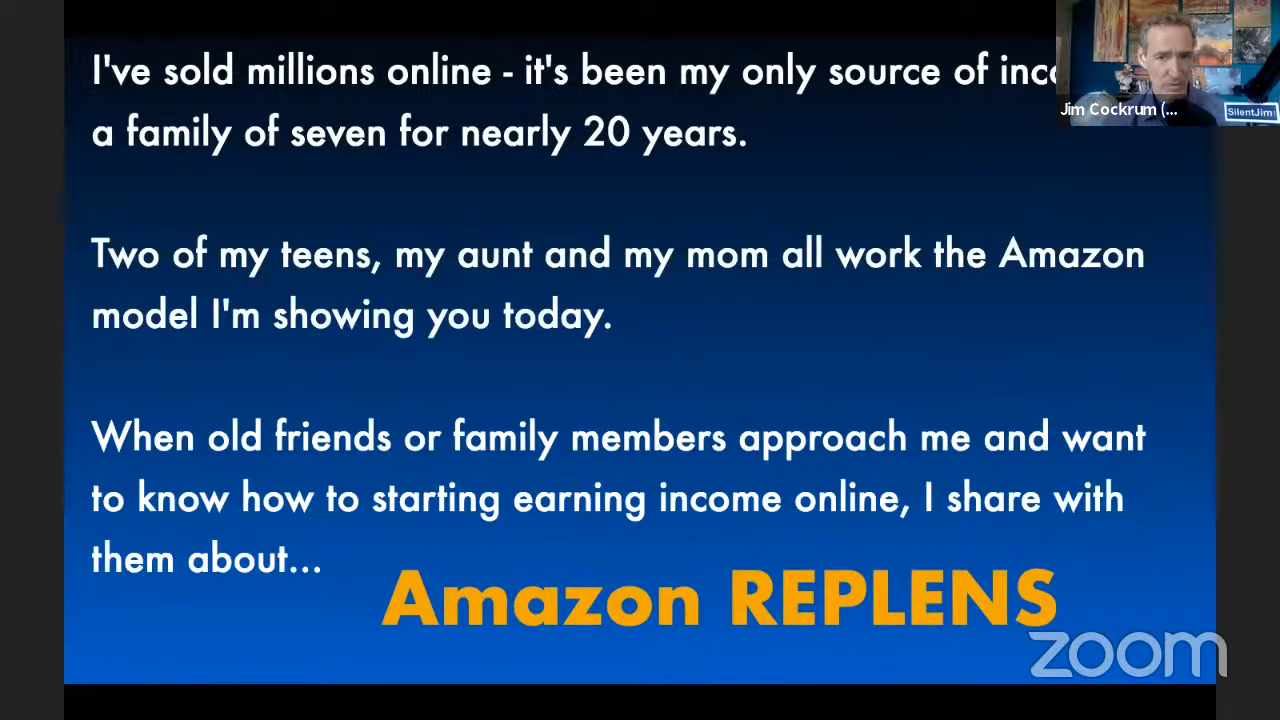 I've sold millions online - it's been my only source of
a family of seven for nearly 20 years.
Two of my teens, my aunt and my mom all work the Amazon
model I'm showing you today.
When old friends or family members approach me and want
to know how to starting earning income online, I share with
them about...
Amazon REPLENS
Jim Cockrum (...
SilentJim
zoom